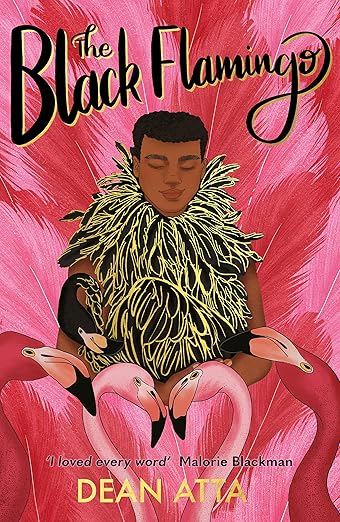 The
Black Flamingo
'I loved every word' Malorie Blackman
DEAN ATTA